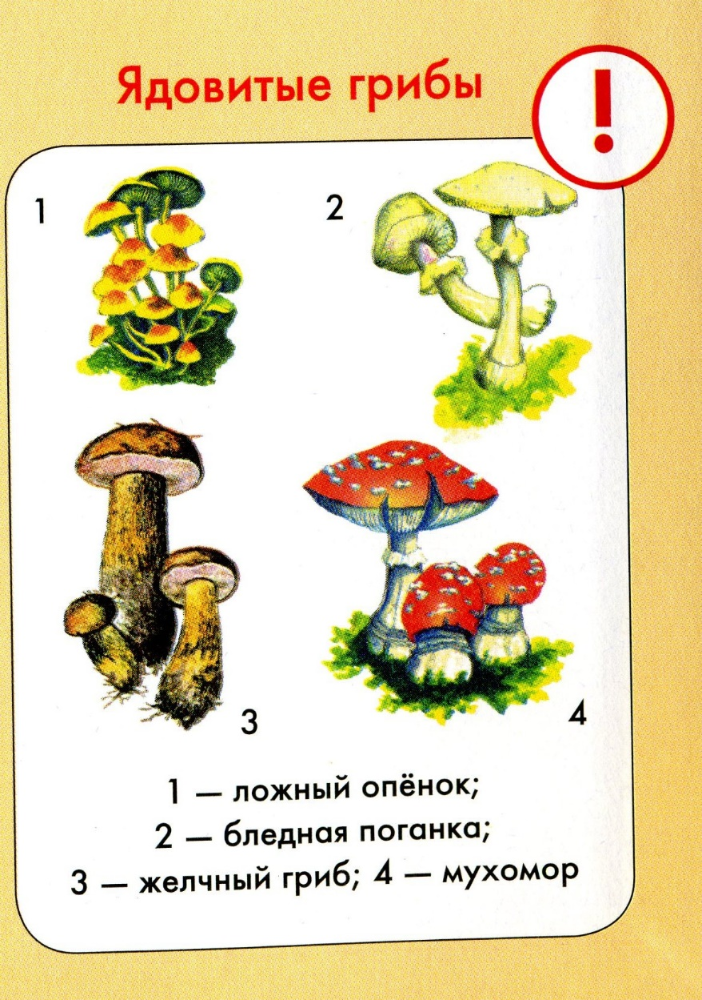 Ядовитые грибы
!
1
2
3
4
1 — ложный опёнок;
2 — бледная поганка;
3 — желчный гриб; 4 — мухомор